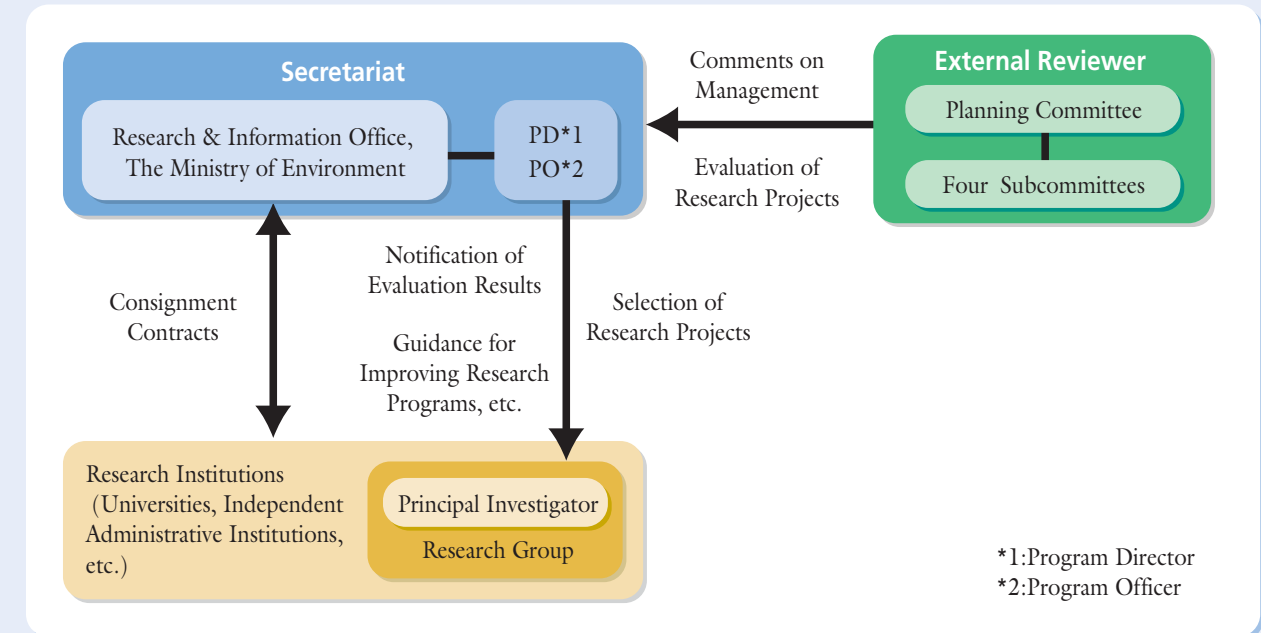 Secretariat
Research & Information Office,
The Ministry of Environment
PD*1
PO*2
Comments on
Management
Evaluation of
Research Projects
External Reviewer
Planning Committee
Four Subcommittees
Consignment
Contracts
Notification of
Evaluation Results
Guidance for
Improving Research
Programs, etc.
Selection of
Research Projects
Research Institutions
(Universities, Independent
Administrative Institutions,
etc.)
Principal Investigator
Research Group
*1:Program Director
*2:Program Officer